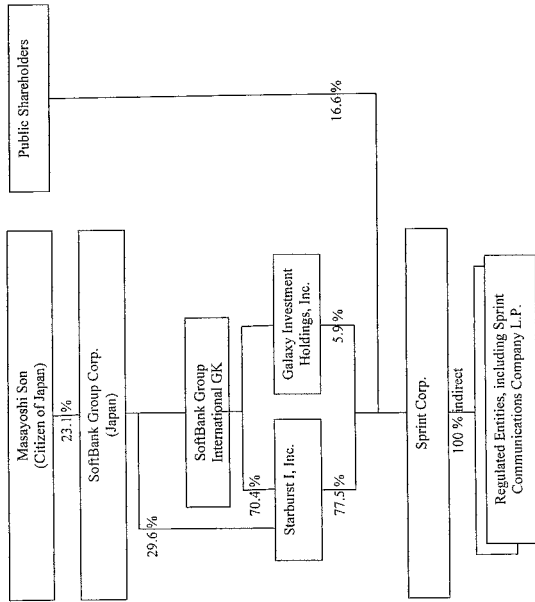 Masayoshi Son
(Citizen of Japan)
Public Shareholders
23.1%
SoftBank Group Corp.
(Japan)
29.6 %
SoftBank Group
International GK
70.4 %
Starburst I, Inc.
Galaxy Investment
Holdings, Inc.
77.5 %
5.9 %
16.6 %
Sprint Corp.
100 % indirect
Regulated Entities, including Sprint
Communications Company L.P.